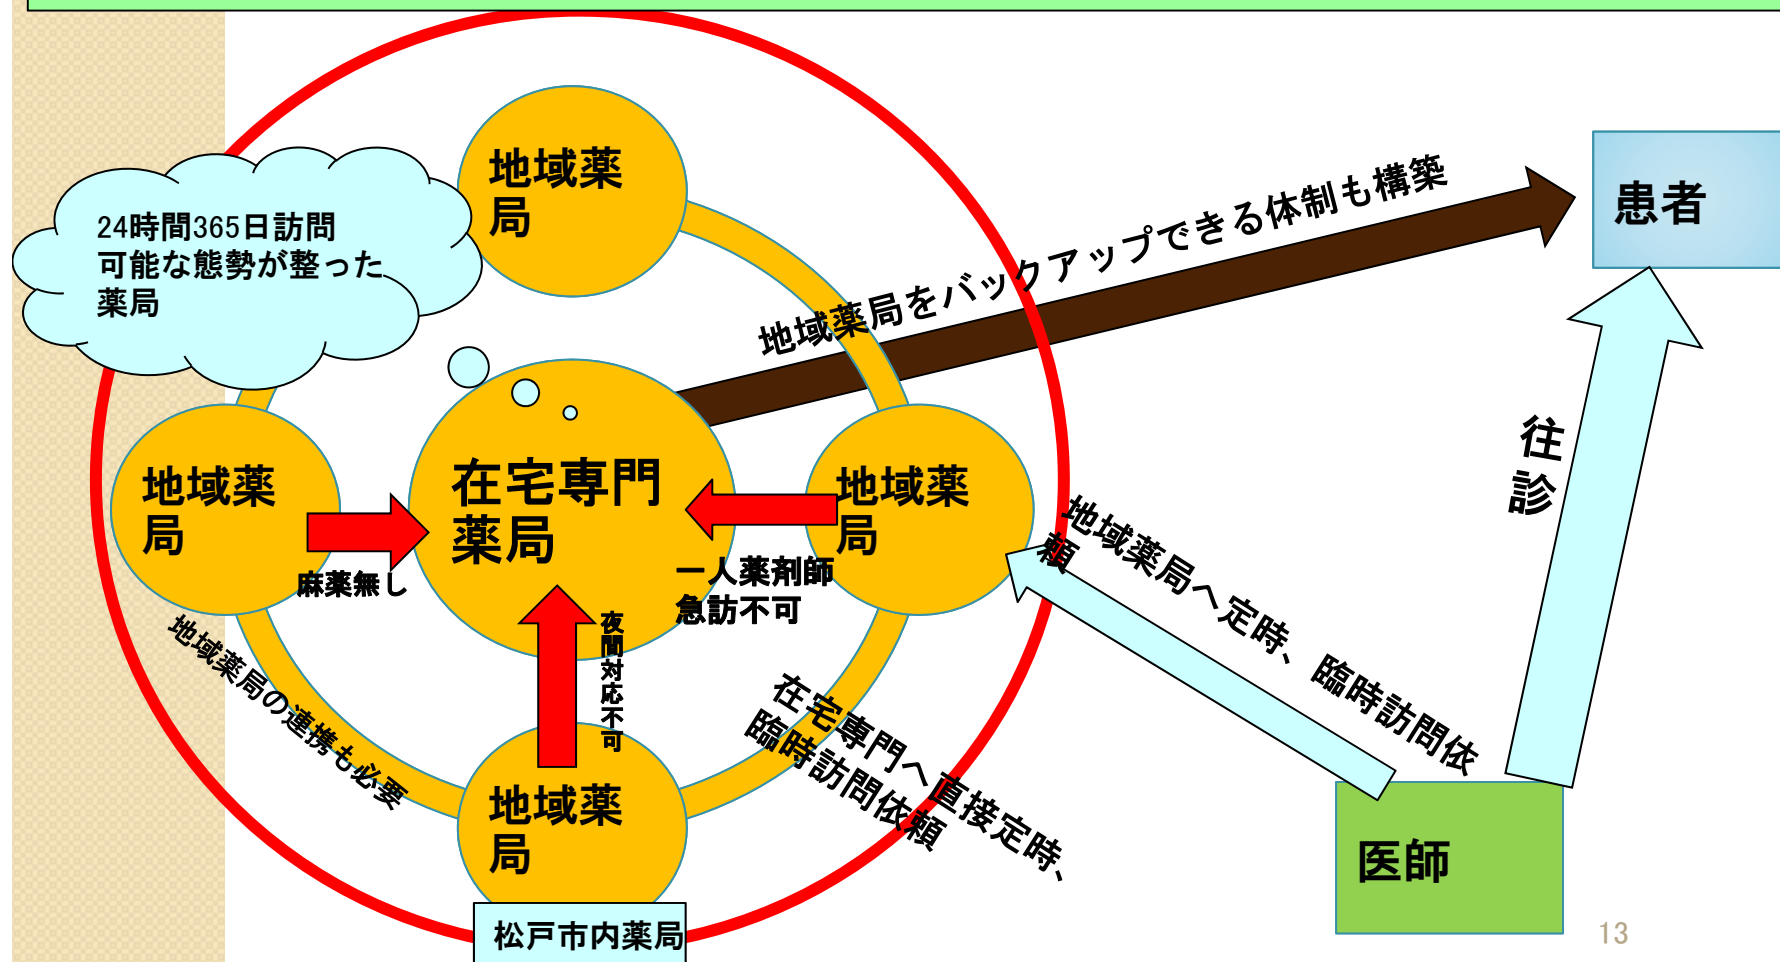 地域薬
局
24時間365日訪問
可能な態勢が整った
薬局
地域薬局をバックアップできる体制も構築
患者
往
診
地域薬
局
在宅専門
薬局
地域薬
局
麻薬無し
一人薬剤師
急訪不可
夜間対応不可
地域薬局へ定時、臨時訪問依
頼
地域薬局の連携も必要
在宅専門へ直接定時、
臨時訪問依頼
地域薬
局
医師
松戸市内薬局
13